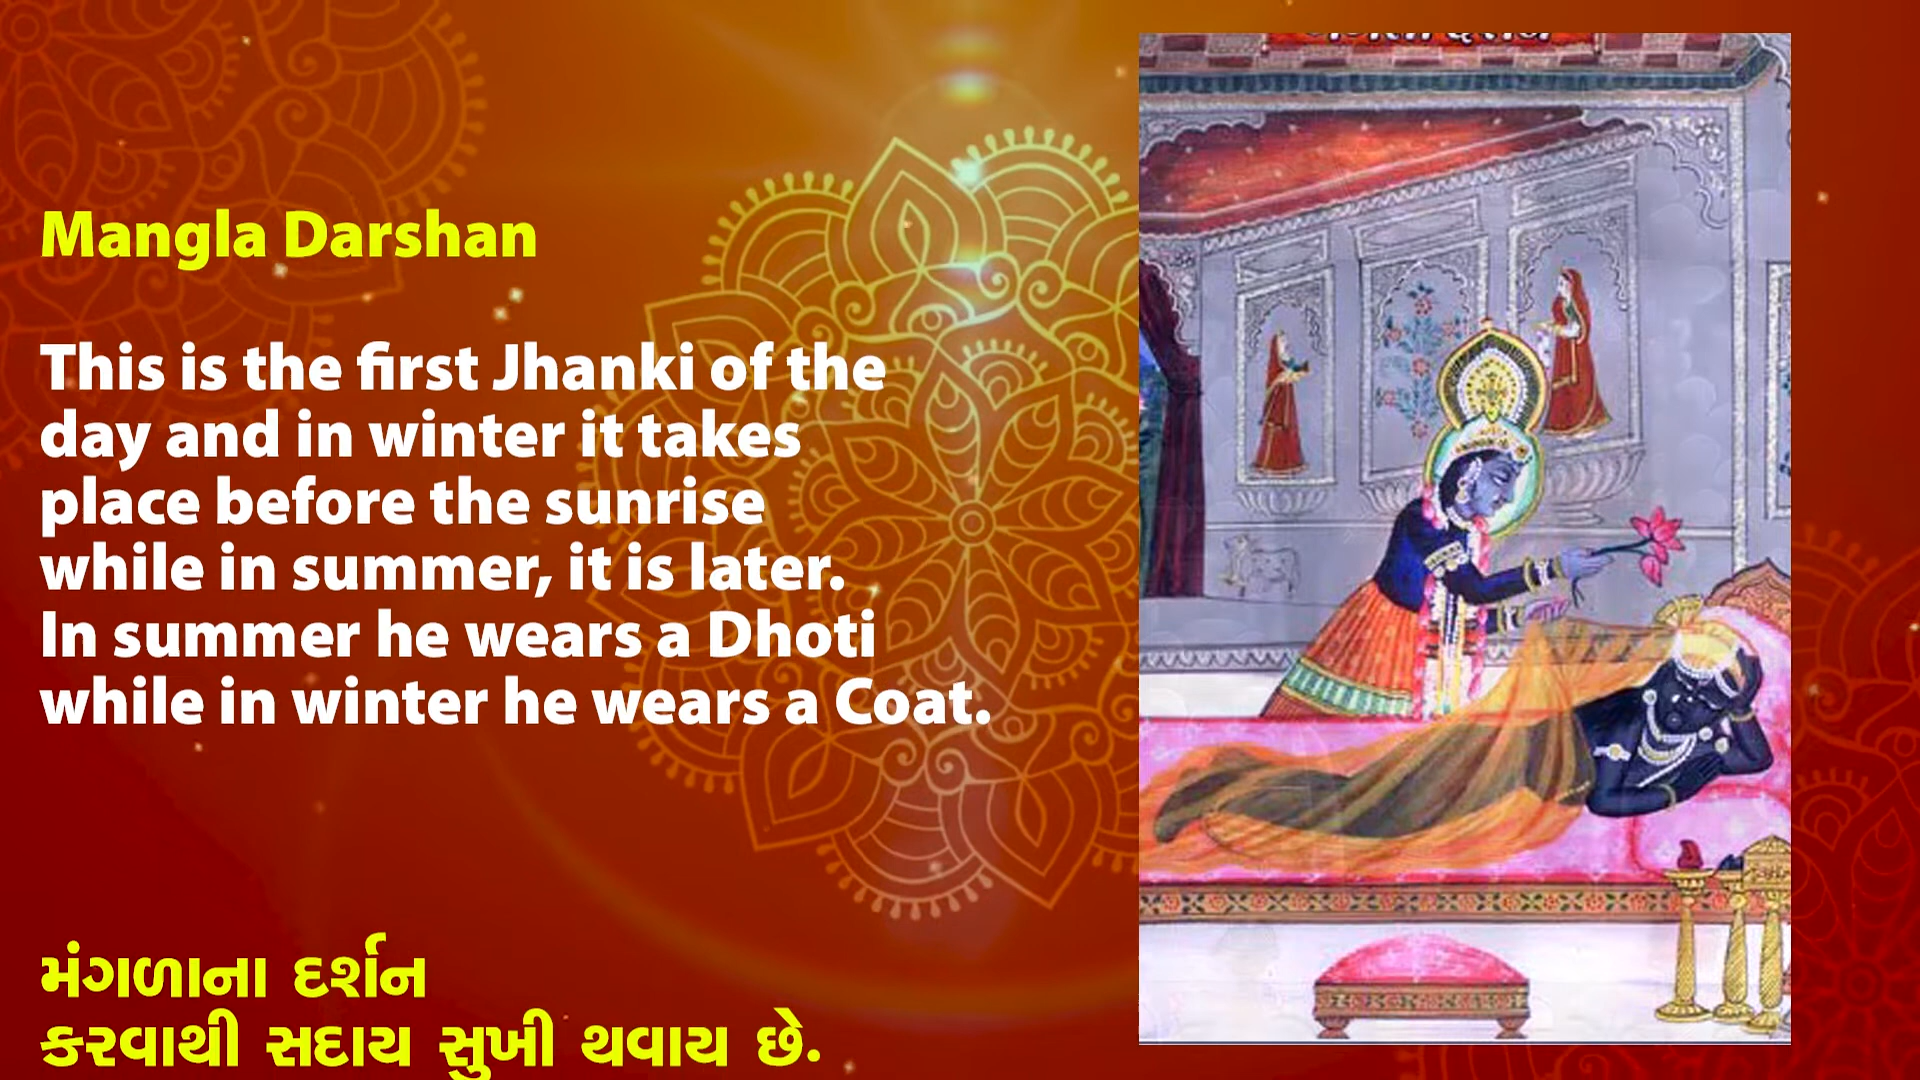 Mangla Darshan
This is the first Jhanki of the
day and in winter it takes
place before the sunrise
while in summer, it is later.
In summer he wears a Dhoti
while in winter he wears a Coat.
મંગળાના દર્શન
કરવાથી સદાય સુખી થવાય છે.